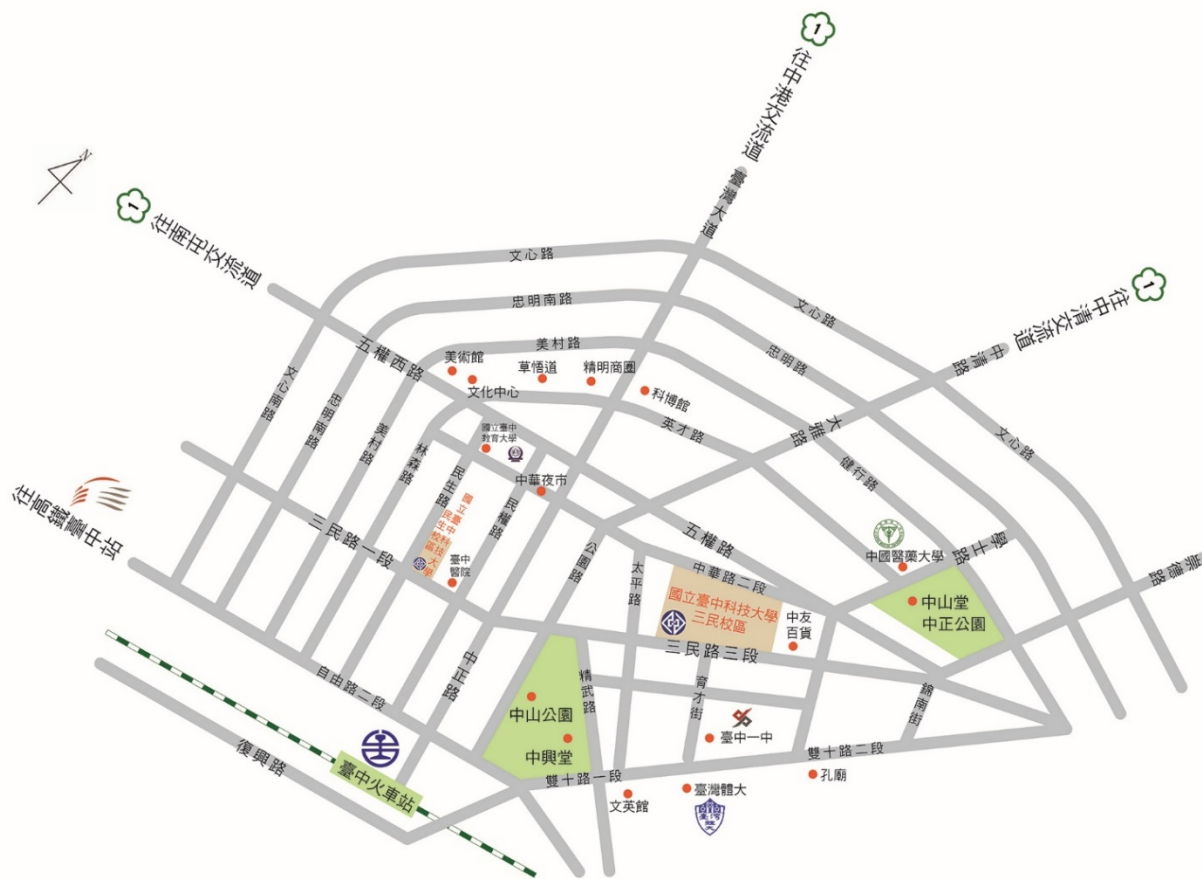 1
往中港交流道
臺灣大道
N
1
往南屯交流道
1
往中清交流道
中清路
文心路
文心路
文心路
忠明南路
忠明路
美村路
五權西路
美術館
文化中心
草悟道
精明商圈
科博館
英才路
大雅路
健行路
文心南路
忠明南路
美村路
林森路
國立臺中
教育大學
民生路
民權路
中華夜市
國立臺中科技大學
民生校區
臺中
醫院
往高鐵臺中站
三民路一段
公園路
太平路
五權路
中華路二段
國立臺中科技大學
三民校區
中友
百貨
三民路三段
中國醫藥大學
學士路
崇德路
中山堂
中正公園
錦南街
中正路
自由路二段
精武路
育才街
中山公園
中興堂
臺中一中
雙十路一段
雙十路二段
文英館
臺灣體大
孔廟
復興路
臺中火車站